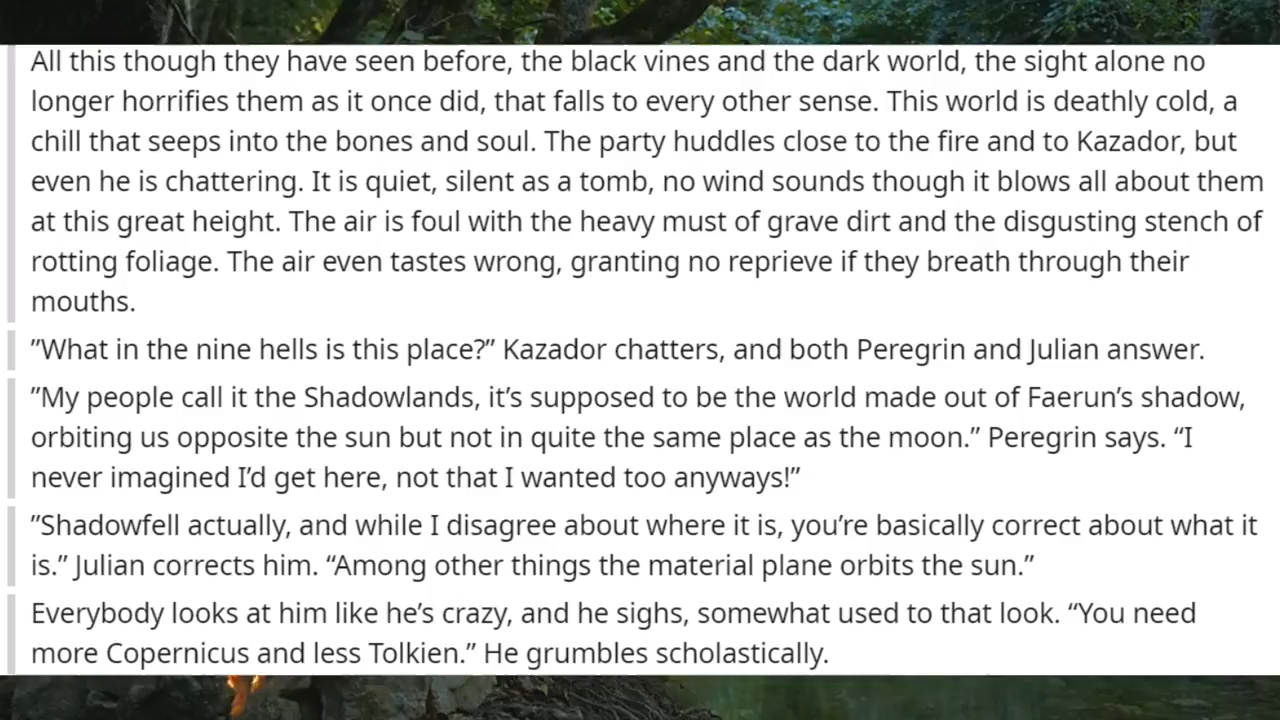 All this though they have seen before, the black vines and the dark world, the sight alone no
longer horrifies them as it once did, that falls to every other sense. This world is deathly cold, a
chill that seeps into the bones and soul. The party huddles close to the fire and to Kazador, but
even he is chattering. It is quiet, silent as a tomb, no wind sounds though it blows all about them
at this great height. The air is foul with the heavy must of grave dirt and the disgusting stench of
rotting foliage. The air even tastes wrong, granting no reprieve if they breath through their
mouths.
”What in the nine hells is this place?” Kazador chatters, and both Peregrin and Julian answer.
”My people call it the Shadowlands, it’s supposed to be the world made out of Faerun’s shadow,
orbiting us opposite the sun but not in quite the same place as the moon.” Peregrin says. “I
never imagined I’d get here, not that I wanted too anyways!”
”Shadowfell actually, and while I disagree about where it is, you’re basically correct about what it
is.” Julian corrects him. “Among other things the material plane orbits the sun.”
Everybody looks at him like he’s crazy, and he sighs, somewhat used to that look. “You need
more Copernicus and less Tolkien.” He grumbles scholastically.